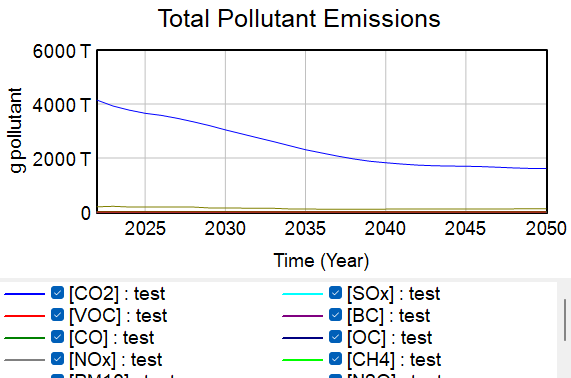 Total Pollutant Emissions
6000 T
4000 T
2000 T
0
gpollutant
2025 2030 2035 2040 2045 2050
Time (Year)
[CO2] : test [SOx] : test
[VOC] : test [BC] : test
[CO] : test [OC] : test
[NOx] : test [CH4] : test